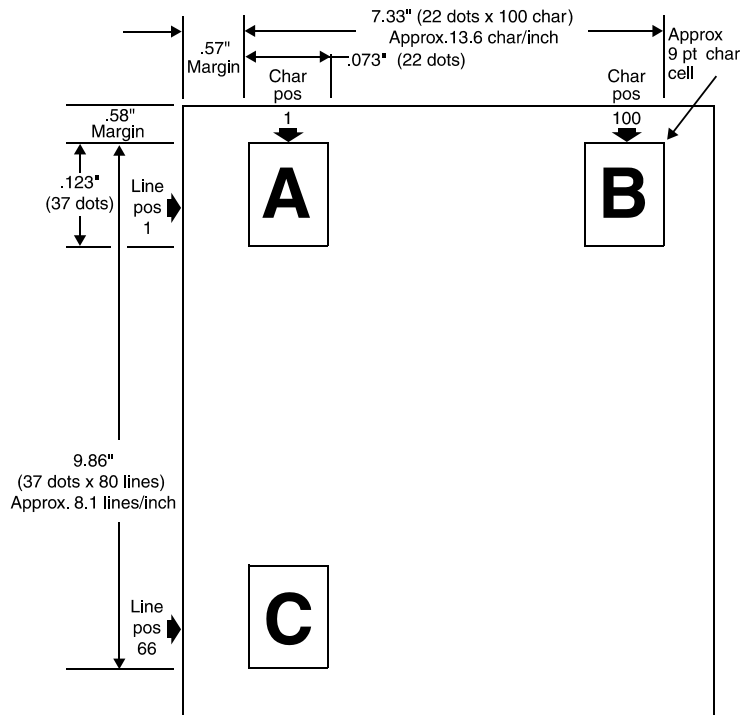 7.33" (22 dots x 100 char)
Approx.13.6 char/inch
.57"
Margin
.073" (22 dots)
Approx
9 pt char
cell
Char
pos
1
Char
pos
100
.58"
Margin
.123"
(37 dots)
Line
pos
1
A
B
9.86"
(37 dots x 80 lines)
Approx. 8.1 lines/inch
Line
pos
66
C